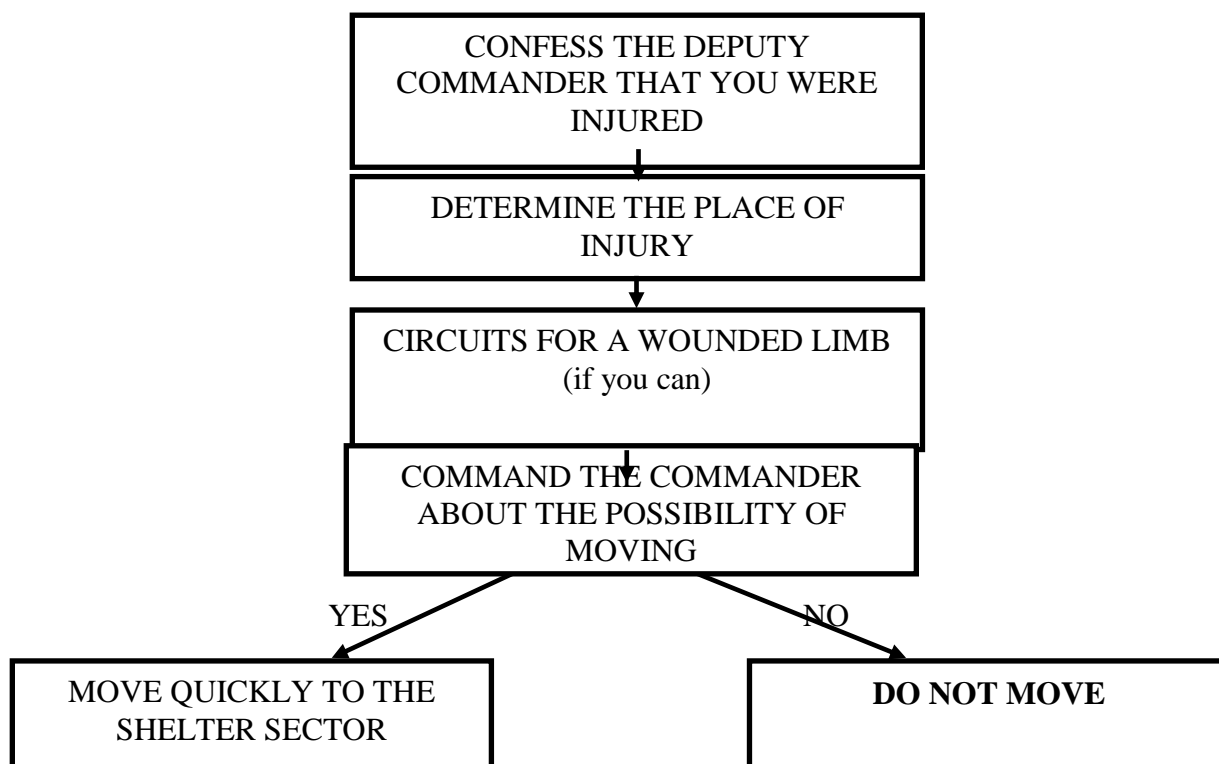 CONFESS THE DEPUTY
COMMANDER THAT YOU WERE
INJURED
DETERMINE THE PLACE OF
INJURY
CIRCUITS FOR A WOUNDED LIMB
(if you can)
COMMAND THE COMMANDER
ABOUT THE POSSIBILITY OF
MOVING
YES
NO
MOVE QUICKLY TO THE
SHELTER SECTOR
DO NOT MOVE